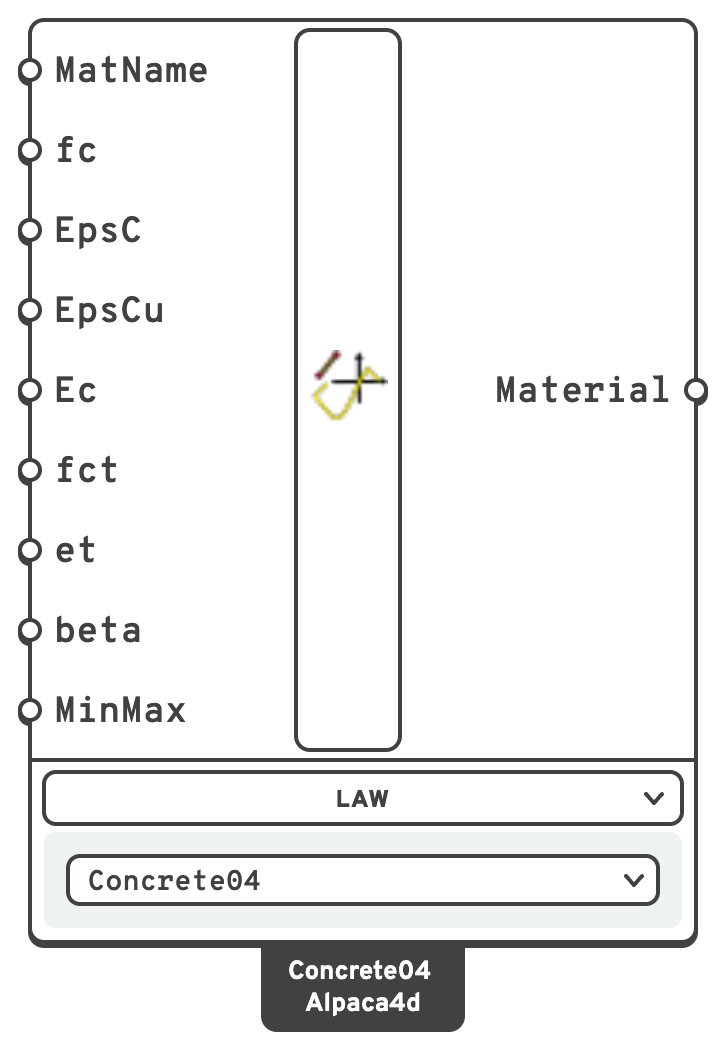 MatName
fc
EpsC
EpsCu
Ec
Material
fct
et
beta
MinMax
LAW
Concrete04
Concrete04
Alpaca4d